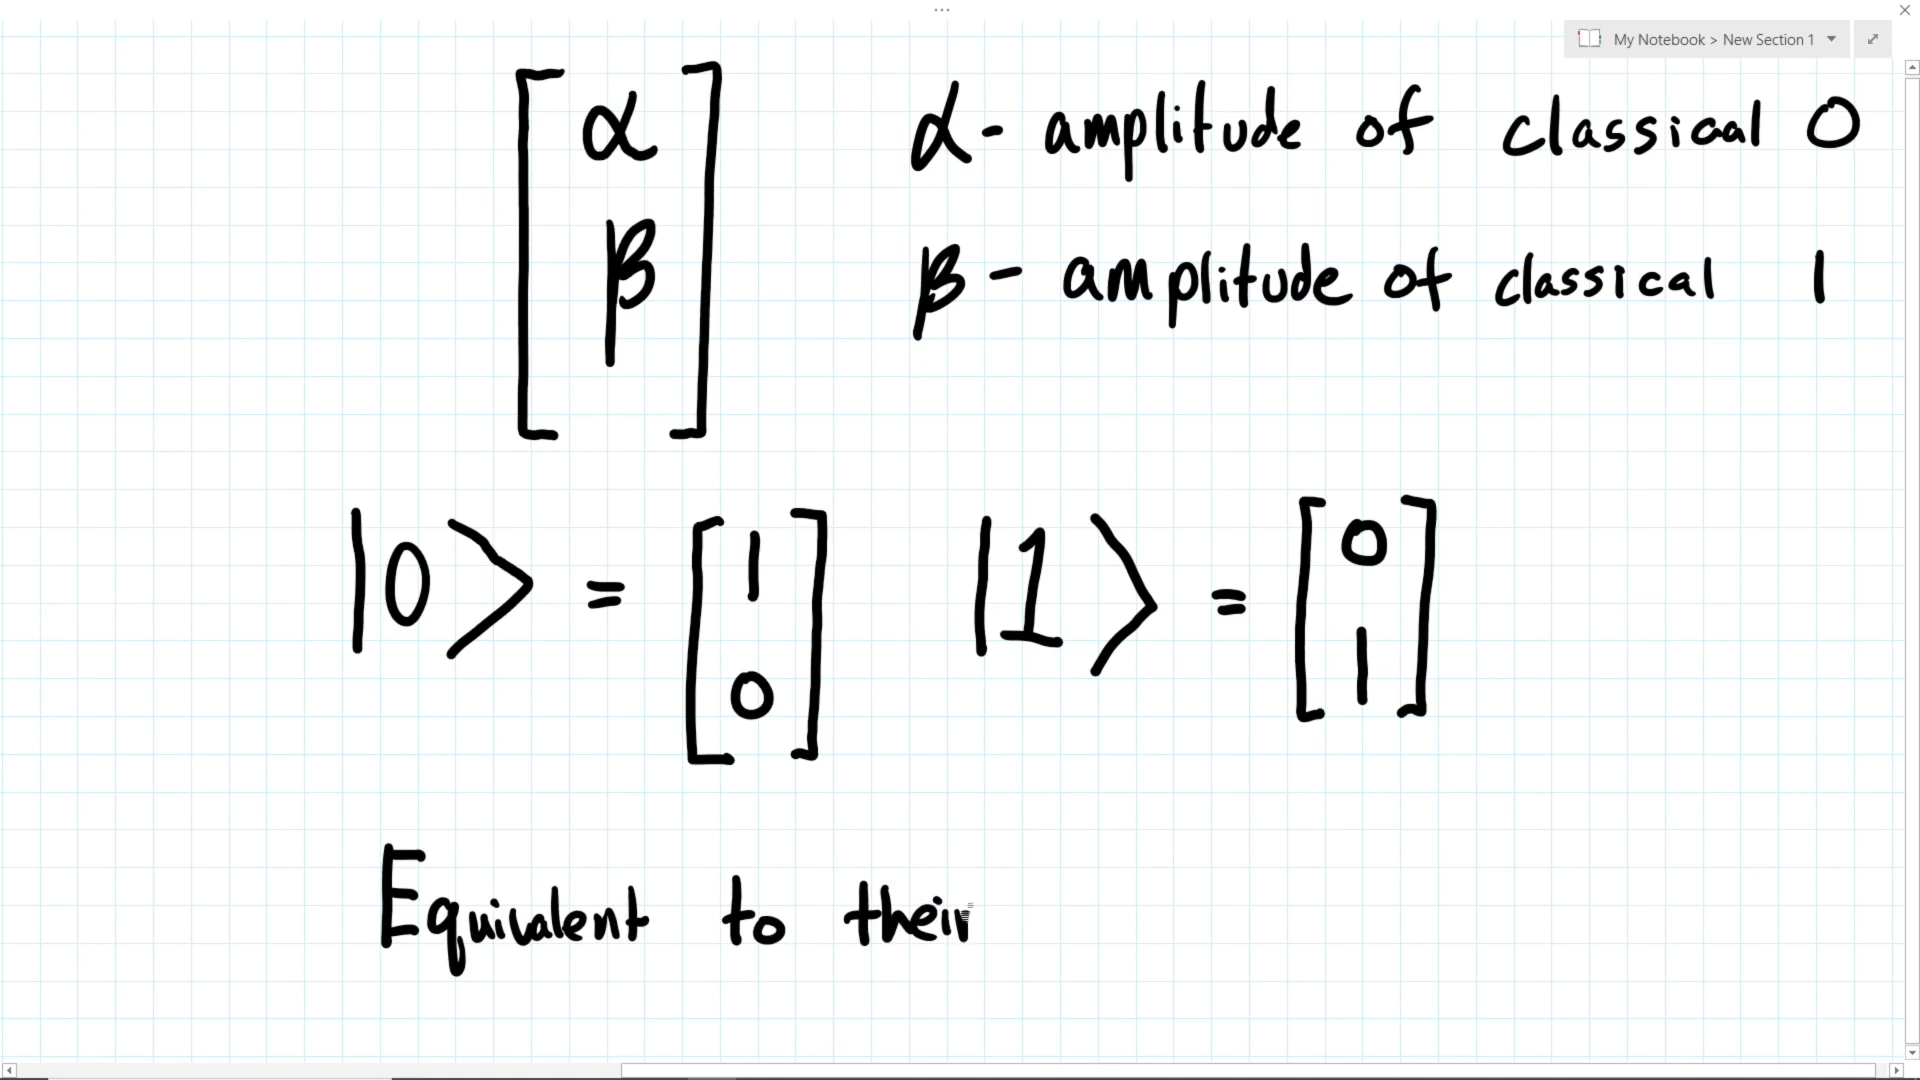 ...
My Notebook > New Section 1
[α β]
α - amplitude of classical 0
β - amplitude of classical 1
|0> = [1 0] |1> = [0 1]
Equivalent to their